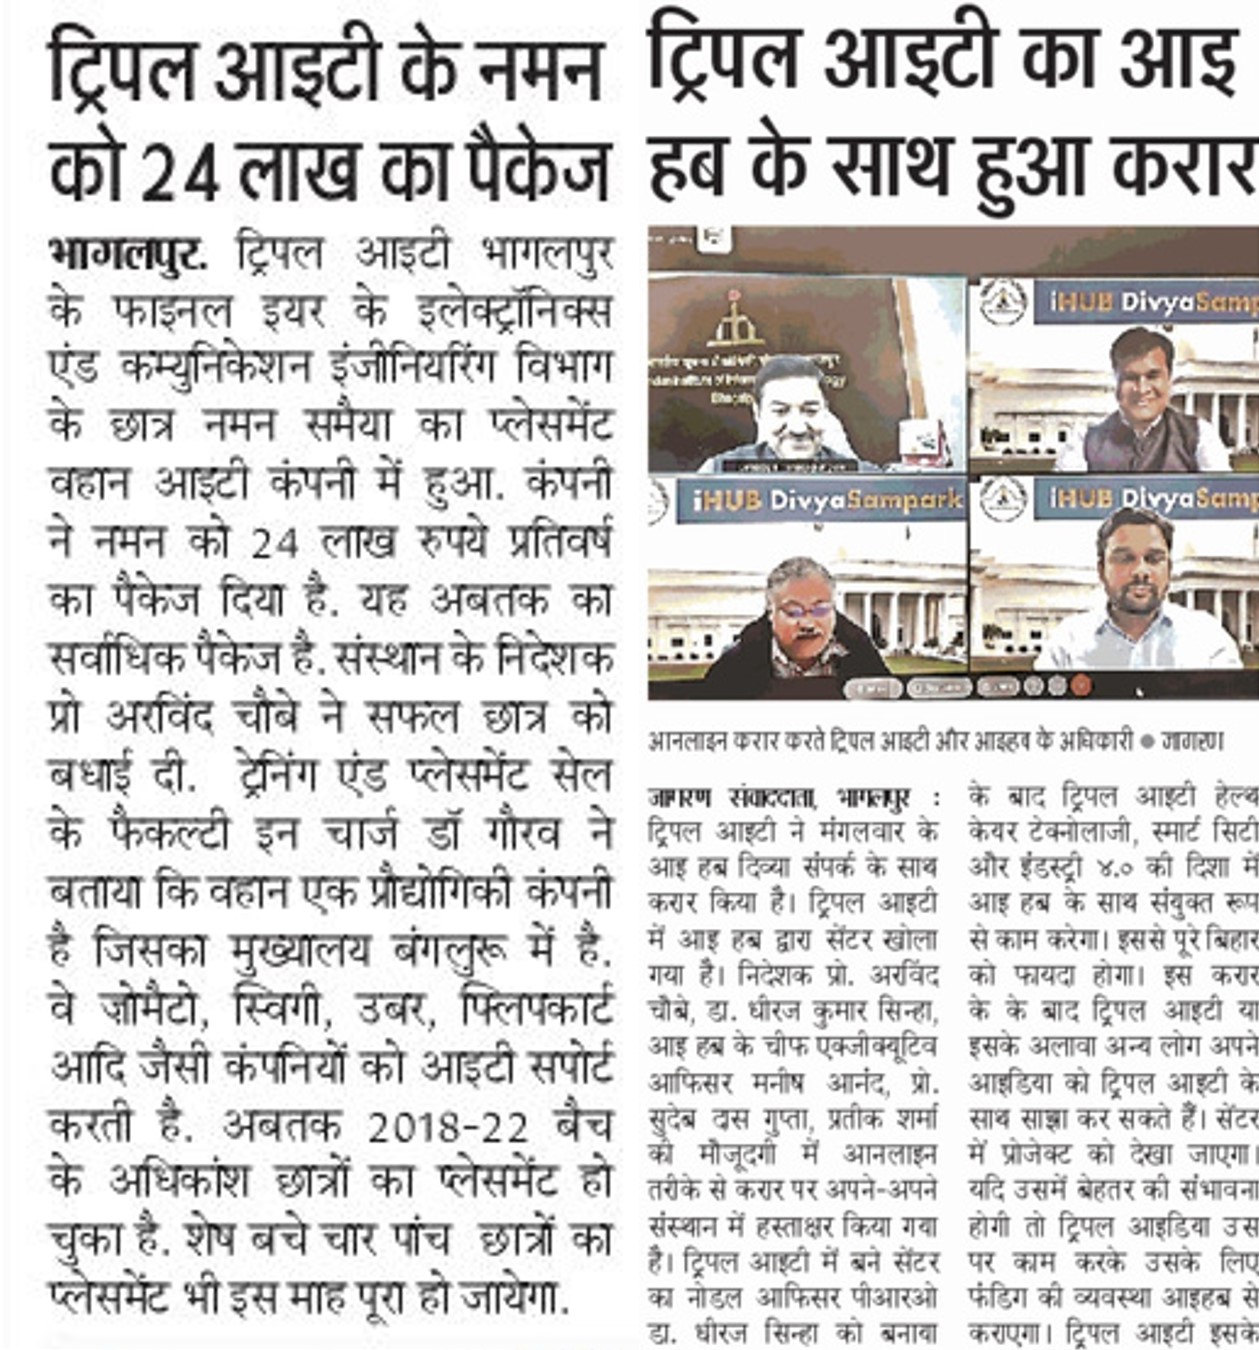 ट्रिपल आइटी के नमन
को 24 लाख का पैकेज
भागलपुर. ट्रिपल आइटी भागलपुर
के फाइनल इयर के इलेक्ट्रॉनिक्स
एंड कम्युनिकेशन इंजीनियरिंग विभाग
के छात्र नमन समैया का प्लेसमेंट
वहान आइटी कंपनी में हुआ. कंपनी
ने नमन को 24 लाख रुपये प्रतिवर्ष
का पैकेज दिया है. यह अबतक का
सर्वाधिक पैकेज है. संस्थान के निदेशक
प्रो अरविंद चौबे ने सफल छात्र को
बधाई दी. ट्रेनिंग एंड प्लेसमेंट सेल
के फैकल्टी इन चार्ज डॉ गौरव ने
बताया कि वहान एक प्रौद्योगिकी कंपनी
है जिसका मुख्यालय बंगलुरू में है.
वे ज़ोमैटो, स्विगी, उबर, फ्लिपकार्ट
आदि जैसी कंपनियों को आइटी सपोर्ट
करती है. अबतक 2018-22 बैच
के अधिकांश छात्रों का प्लेसमेंट हो
चुका है. शेष बचे चार पांच छात्रों का
प्लेसमेंट भी इस माह पूरा हो जायेगा.
ट्रिपल आइटी का आइ
हब के साथ हुआ करार
iHUB DivyaSamp
iHUB DivyaSampark
iHUB DivyaSamp
आनलाइन करार करते ट्रिपल आइटी और आइहब के अधिकारी ● जागरण
जागरण संवाददाता, भागलपुर :
ट्रिपल आइटी ने मंगलवार के
आइ हब दिव्या संपर्क के साथ
करार किया है। ट्रिपल आइटी
में आइ हब द्वारा सेंटर खोला
गया है। निदेशक प्रो. अरविंद
चौबे, डा. धीरज कुमार सिन्हा,
आइ हब के चीफ एक्जीक्यूटिव
आफिसर मनीष आनंद, प्रो.
सुदेब दास गुप्ता, प्रतीक शर्मा
की मौजूदगी में आनलाइन
तरीके से करार पर अपने-अपने
संस्थान में हस्ताक्षर किया गया
है। ट्रिपल आइटी में बने सेंटर
का नोडल आफिसर पीआरओ
डा. धीरज सिन्हा को बनाया
के बाद ट्रिपल आइटी हेल्थ
केयर टेक्नोलाजी, स्मार्ट सिटी
और इंडस्ट्री ४.० की दिशा में
आइ हब के साथ संयुक्त रूप
से काम करेगा। इससे पूरे बिहार
को फायदा होगा। इस करार
के के बाद ट्रिपल आइटी या
इसके अलावा अन्य लोग अपने
आइडिया को ट्रिपल आइटी के
साथ साझा कर सकते हैं। सेंटर
में प्रोजेक्ट को देखा जाएगा।
यदि उसमें बेहतर की संभावना
होगी तो ट्रिपल आइडिया उस
पर काम करके उसके लिए
फंडिग की व्यवस्था आइहब से
कराएगा। ट्रिपल आइटी इसके